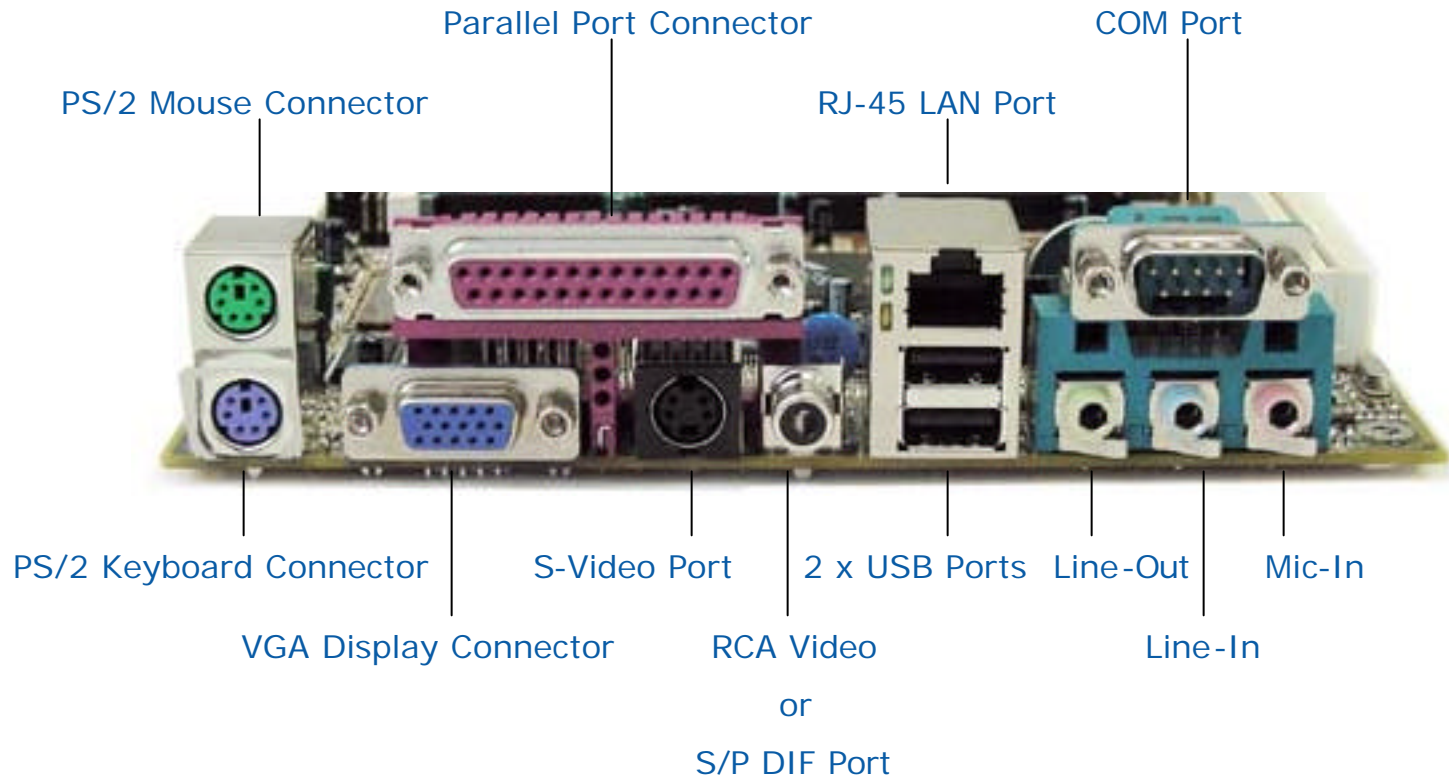 Parallel Port Connector
COM Port
PS/2 Mouse Connector
RJ-45 LAN Port
PS/2 Keyboard Connector
S-Video Port
2 x USB Ports
Line-Out
Mic-In
VGA Display Connector
RCA Video
or
S/P DIF Port
Line-In